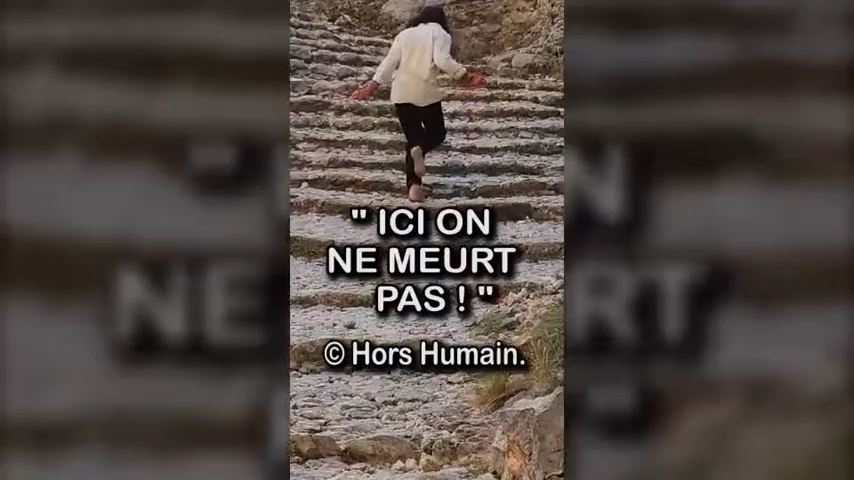 " ICI ON
NE MEURT
PAS ! "
© Hors Humain.